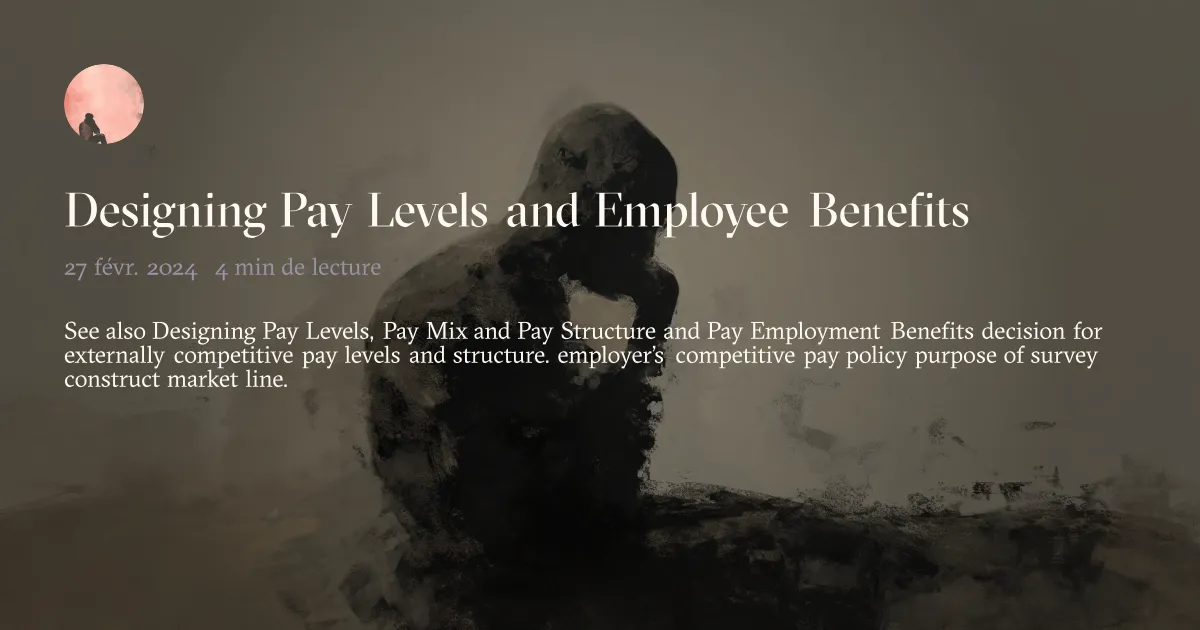 Designing Pay Levels and Employee Benefits
27 févr. 2024 4 min de lecture
See also Designing Pay Levels, Pay Mix and Pay Structure and Pay Employment Benefits decision for
externally competitive pay levels and structure. employer's competitive pay policy purpose of survey
construct market line.